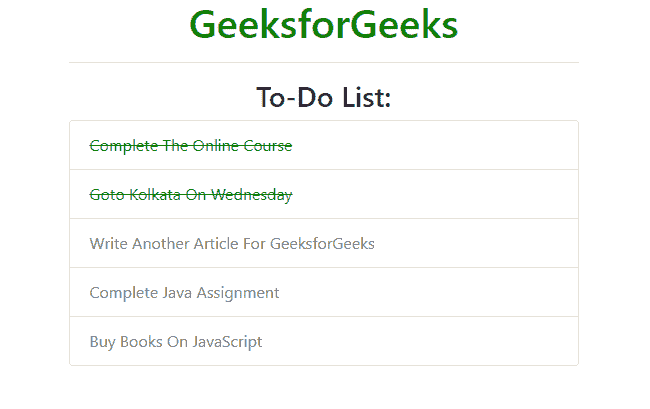 GeeksforGeeks
To-Do List:
Complete The Online Course
Goto Kolkata On Wednesday
Write Another Article For GeeksforGeeks
Complete Java Assignment
Buy Books On JavaScript